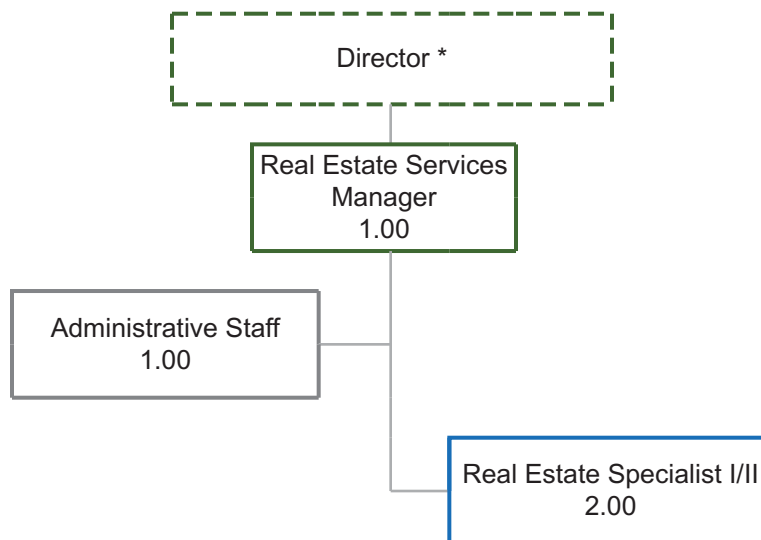 Director *
Real Estate Services
Manager
1.00
Administrative Staff
1.00
Real Estate Specialist I/II
2.00